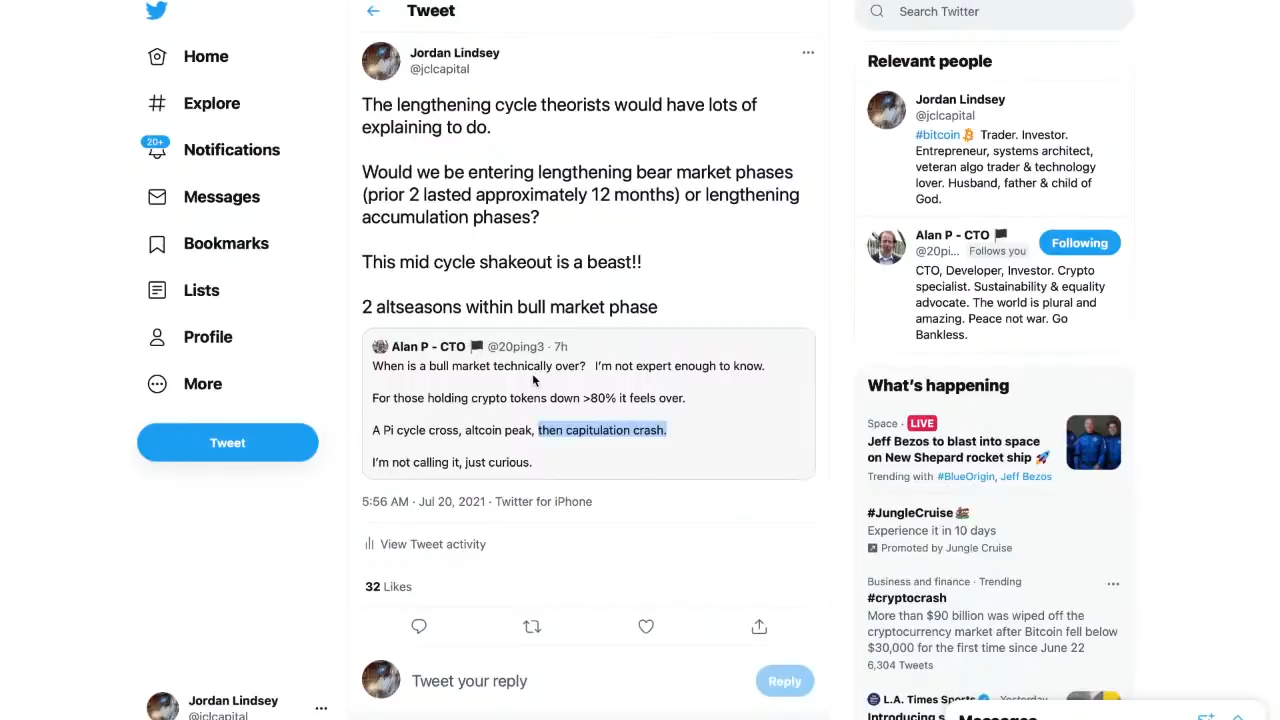 Home
Explore
20+
Notifications
Messages
Bookmarks
Lists
Profile
More
Tweet
Jordan Lindsey
@jclcapital
Tweet
Jordan Lindsey
@jclcapital
The lengthening cycle theorists would have lots of
explaining to do.
Would we be entering lengthening bear market phases
(prior 2 lasted approximately 12 months) or lengthening
accumulation phases?
This mid cycle shakeout is a beast!!
2 altseasons within bull market phase
Alan P - CTO 🏴 @20ping3 · 7h
When is a bull market technically over? I'm not expert enough to know.
For those holding crypto tokens down >80% it feels over.
A Pi cycle cross, altcoin peak, then capitulation crash.
I'm not calling it, just curious.
5:56 AM · Jul 20, 2021 · Twitter for iPhone
View Tweet activity
32 Likes
Tweet your reply
Reply
Search Twitter
Relevant people
Jordan Lindsey
@jclcapital
#bitcoin Trader. Investor.
Entrepreneur, systems architect,
veteran algo trader & technology
lover. Husband, father & child of
God.
Alan P - CTO 🏴
@20pi... Follows you
Following
CTO, Developer, Investor. Crypto
specialist. Sustainability & equality
advocate. The world is plural and
amazing. Peace not war. Go
Bankless.
What's happening
Space · LIVE
Jeff Bezos to blast into space
on New Shepard rocket ship 🚀
Trending with #BlueOrigin, Jeff Bezos
#JungleCruise
Experience it in 10 days
Promoted by Jungle Cruise
Business and finance · Trending
#cryptocrash
More than $90 billion was wiped off the
cryptocurrency market after Bitcoin fell below
$30,000 for the first time since June 22
6,304 Tweets
L.A. Times Sports · Yesterday
Introducing s
Messages